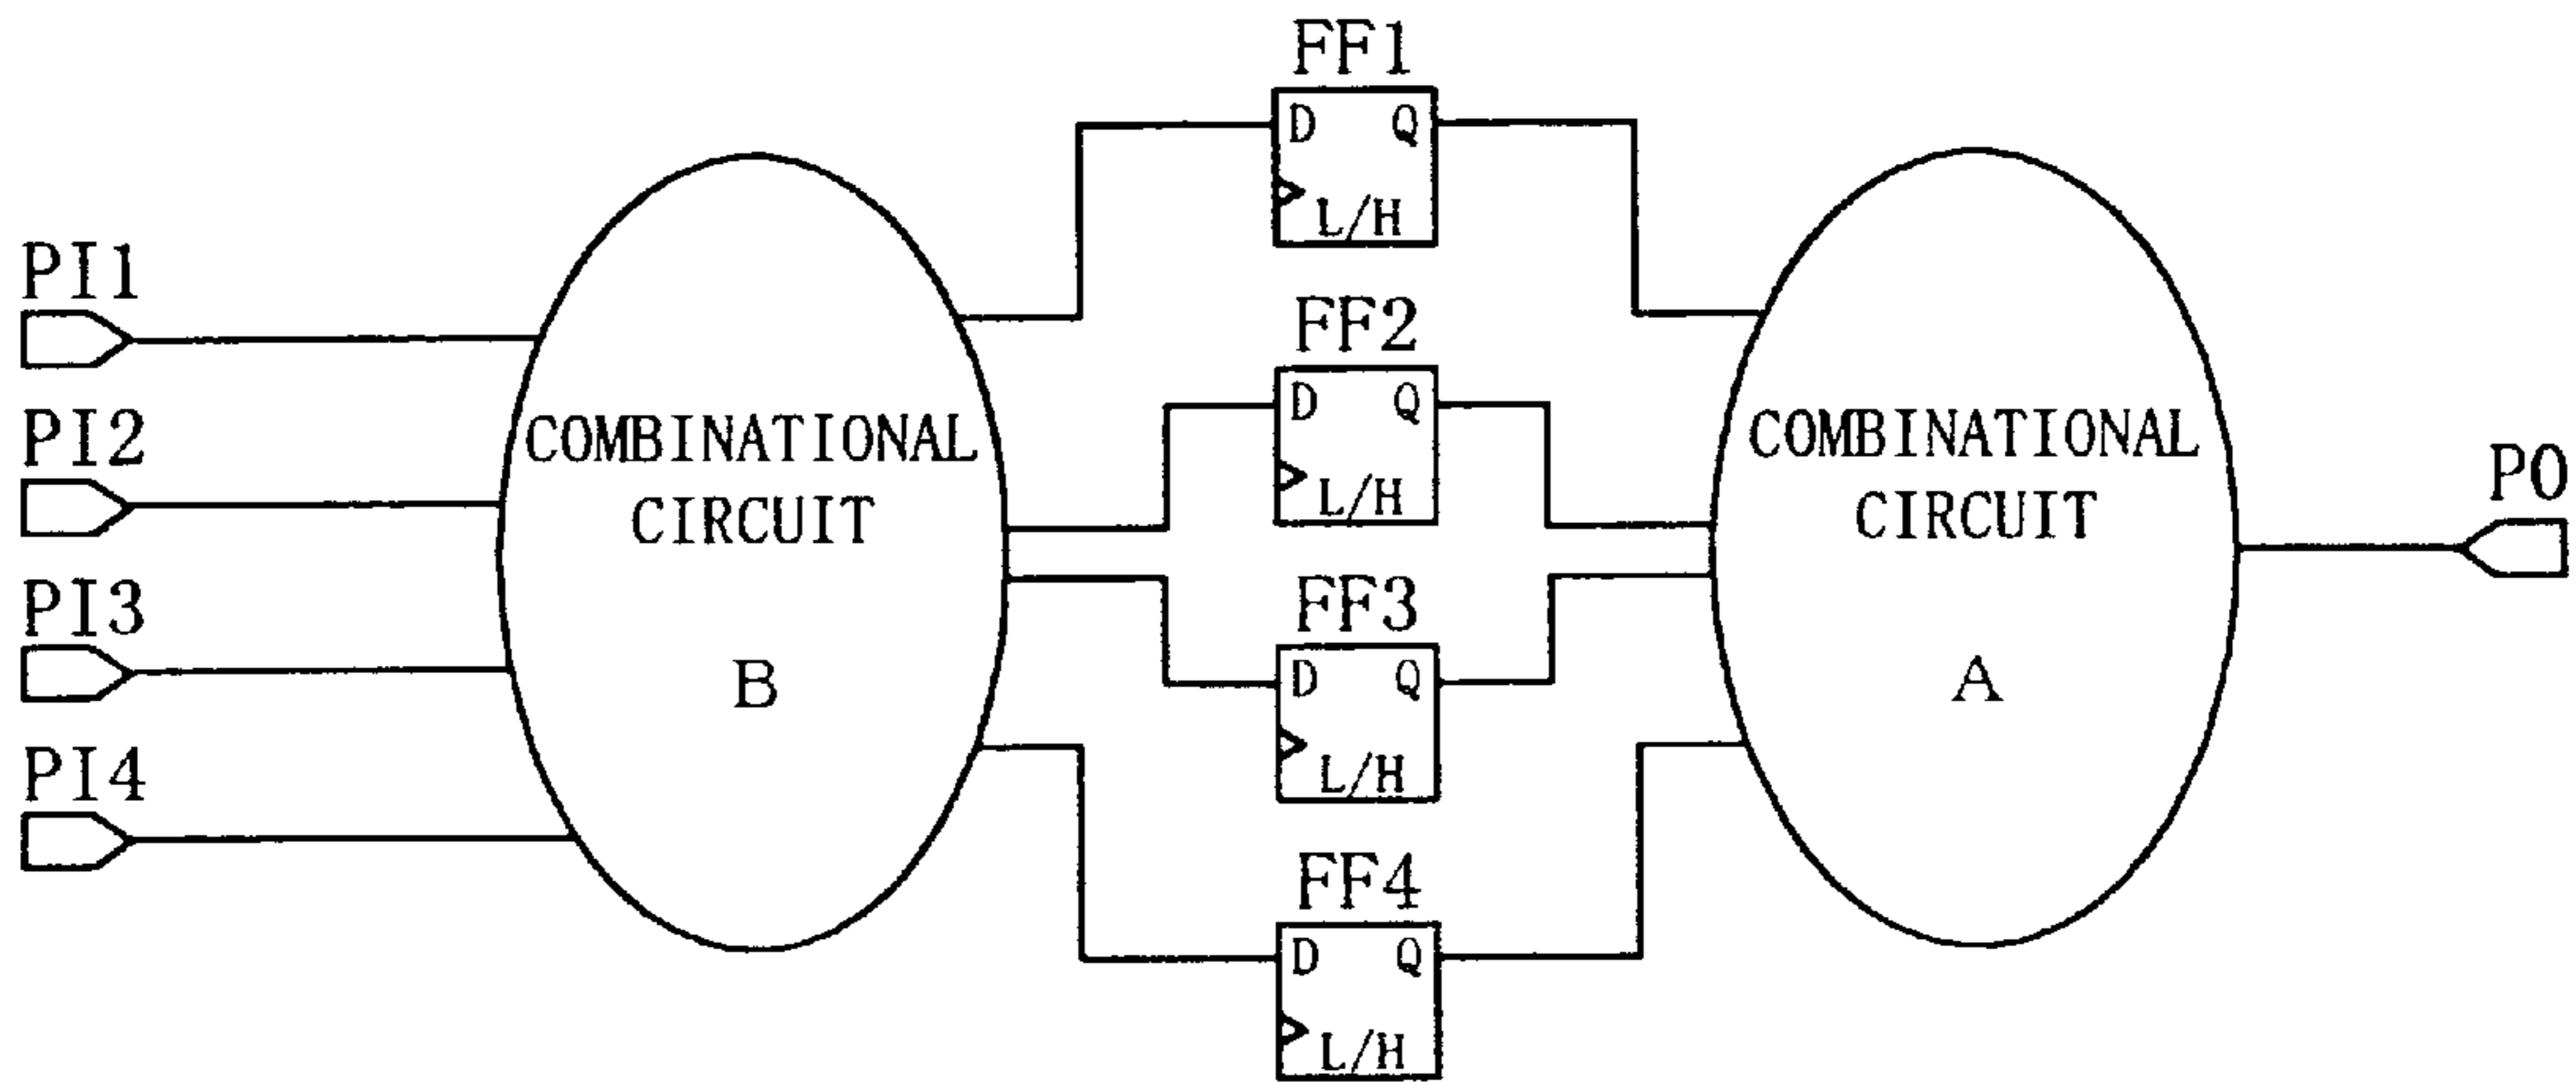 FF1
D Q
L/H
PI1
FF2
D Q
L/H
PI2
COMBINATIONAL
CIRCUIT
B
COMBINATIONAL
CIRCUIT
A
PO
PI3
FF3
D Q
L/H
PI4
FF4
D Q
L/H